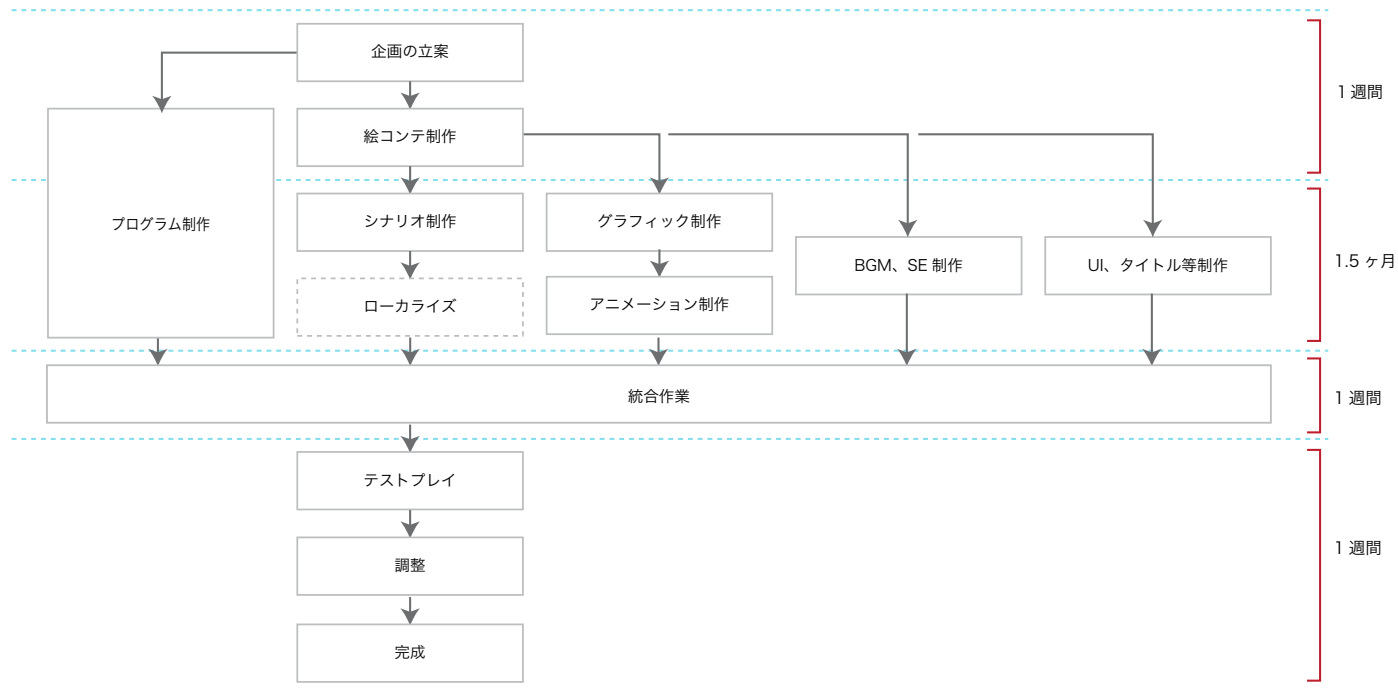 企画の立案
1 週間
絵コンテ制作
プログラム制作
シナリオ制作
グラフィック制作
BGM、SE 制作
UI、タイトル等制作
1.5 ヶ月
ローカライズ
アニメーション制作
統合作業
1 週間
テストプレイ
調整
1 週間
完成